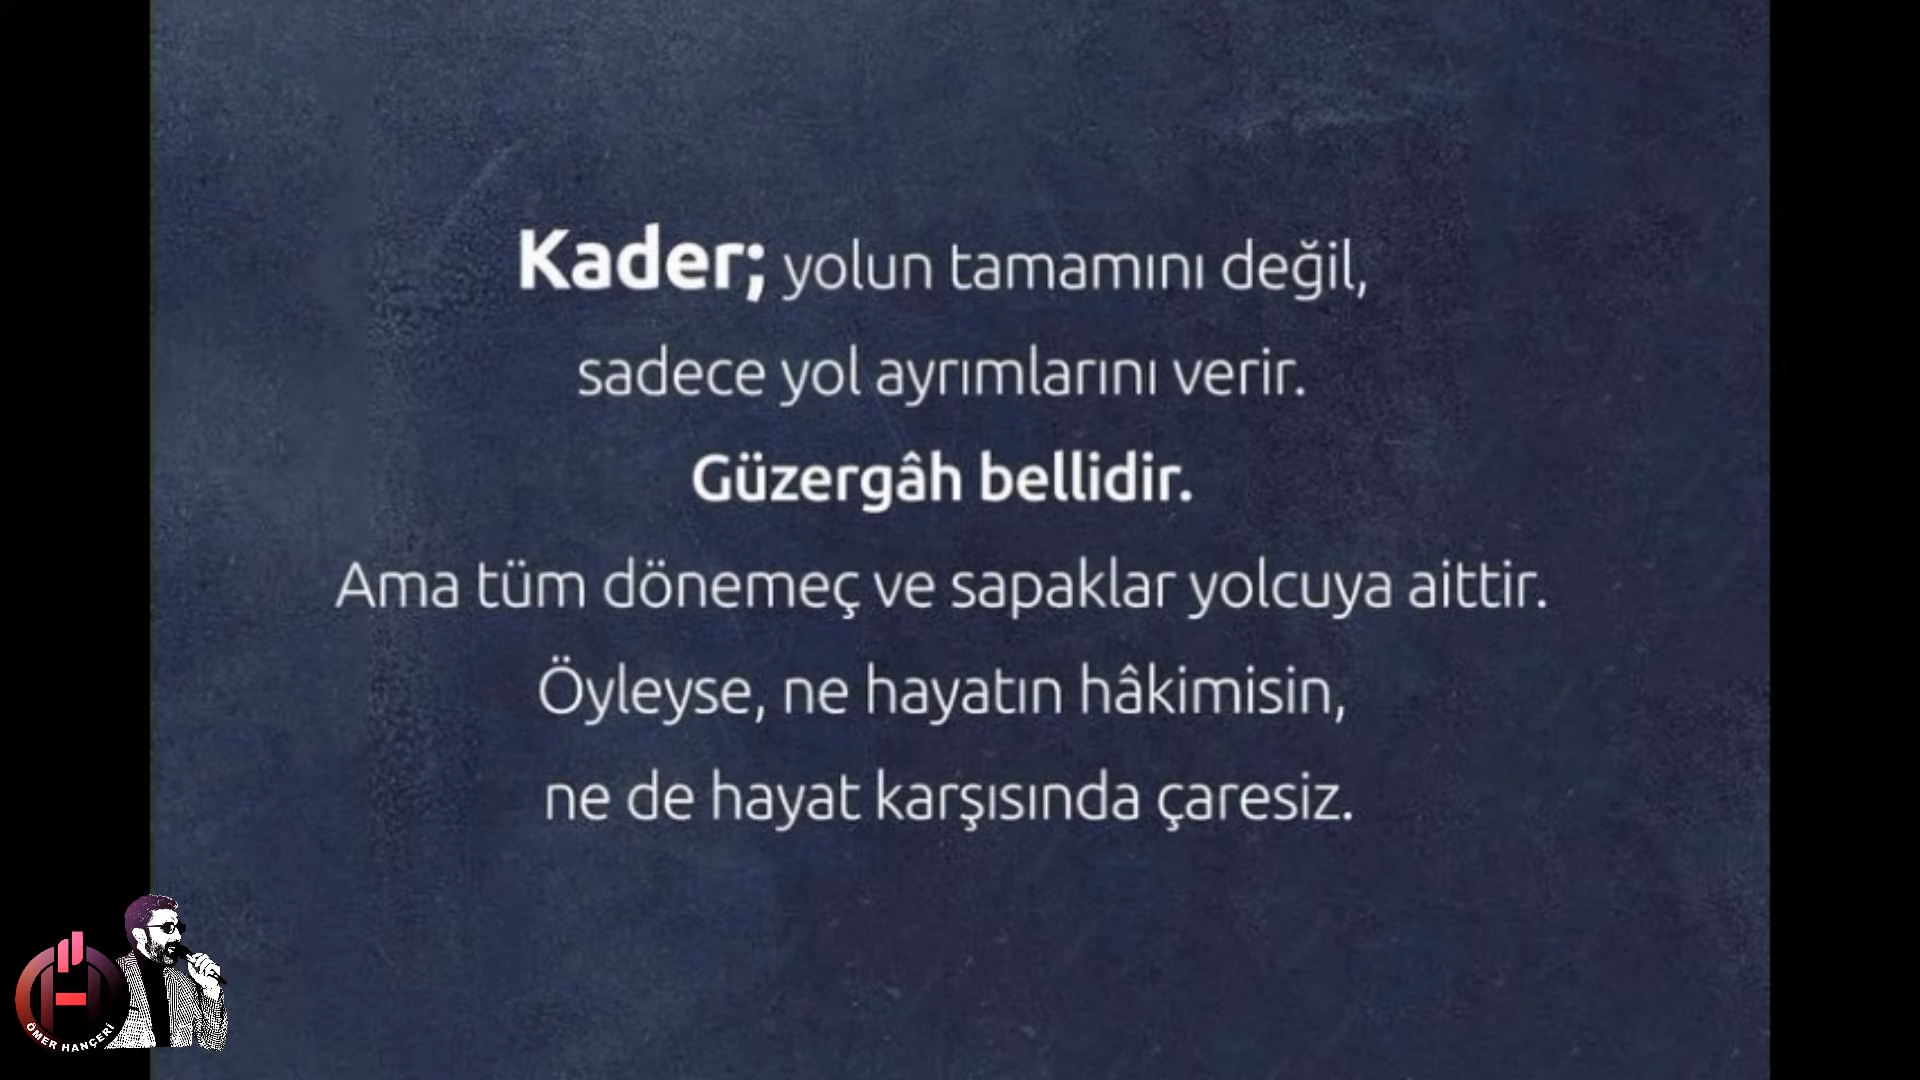 Kader; yolun tamamını değil,
sadece yol ayrımlarını verir.
Güzergâh bellidir.
Ama tüm dönemeç ve sapaklar yolcuya aittir.
Öyleyse, ne hayatın hâkimisin,
ne de hayat karşısında çaresiz.
ÖMER HANÇERİ